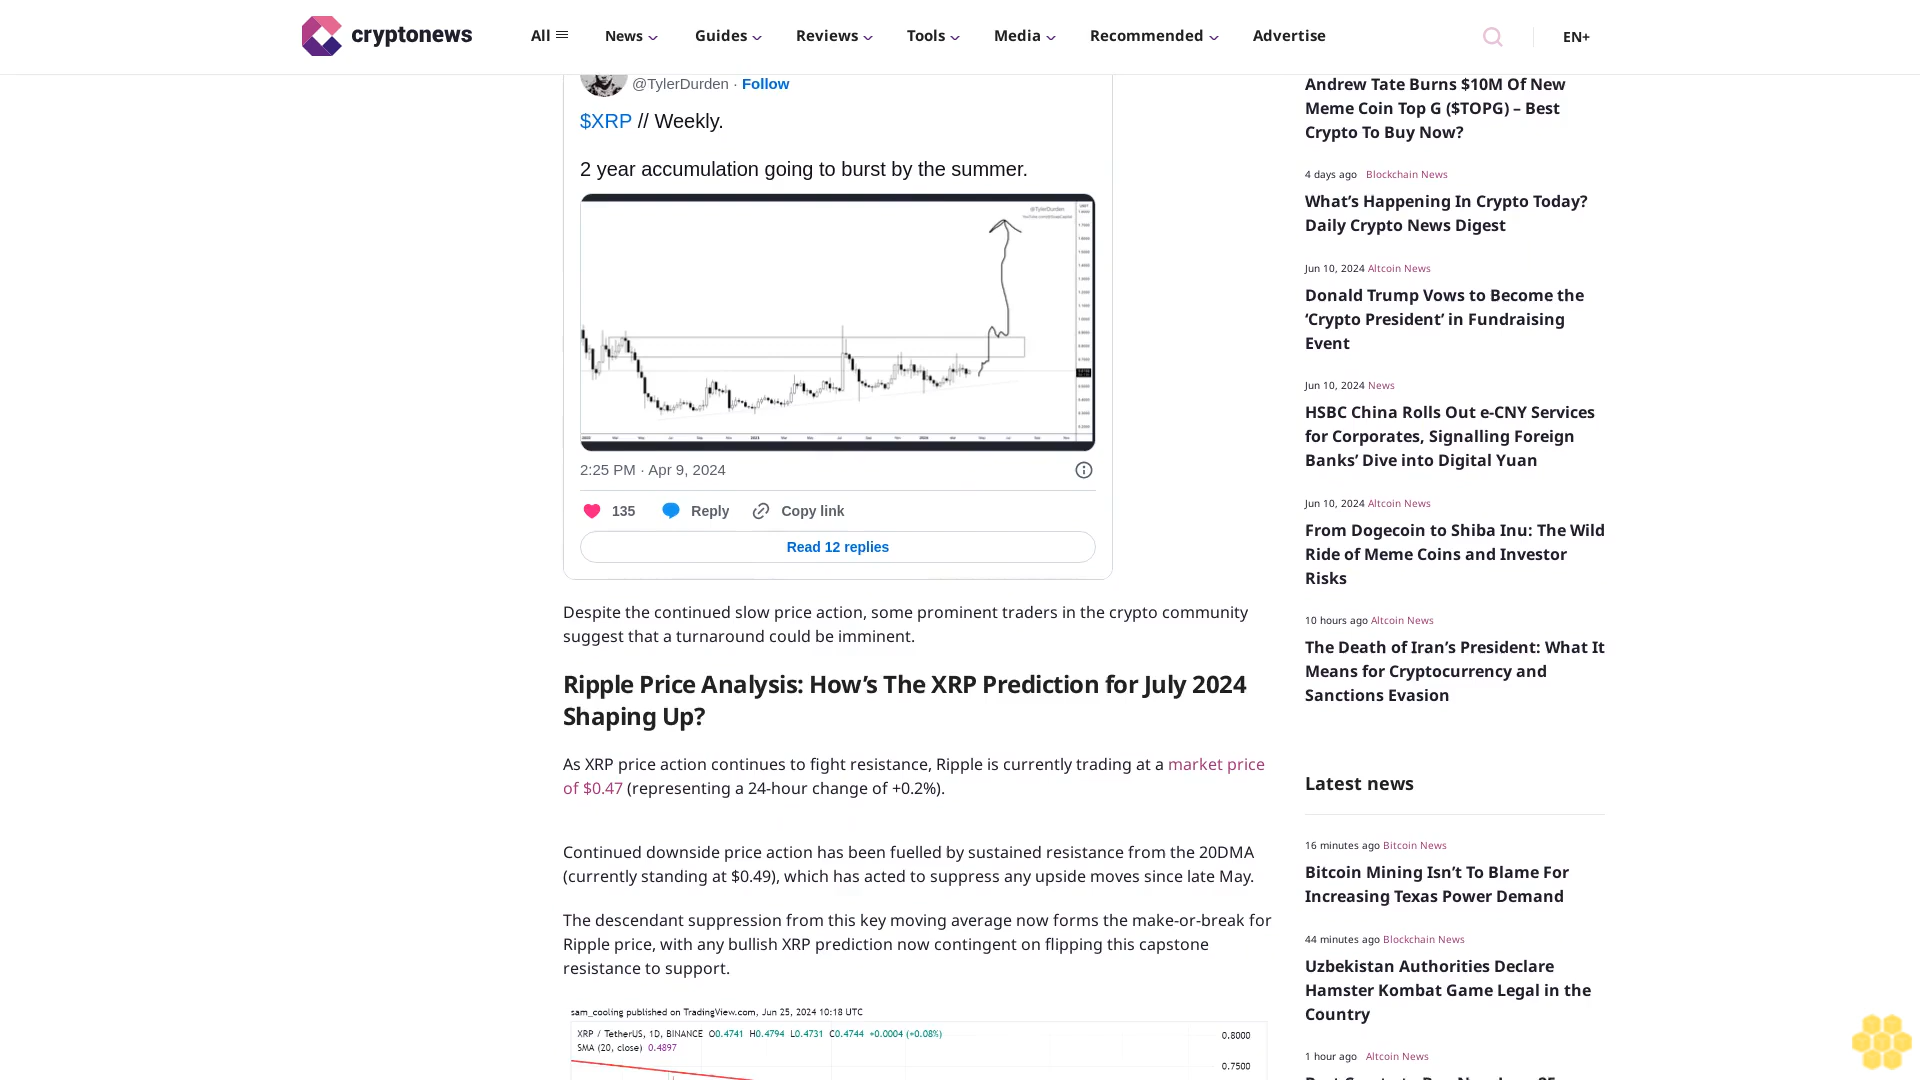 cryptonews
All
News
Guides
Reviews
Tools
Media
Recommended
Advertise
EN+
@TylerDurden · Follow
$XRP // Weekly.
2 year accumulation going to burst by the summer.
@TylerDurden
2:25 PM · Apr 9, 2024
135
Reply
Copy link
Read 12 replies
Despite the continued slow price action, some prominent traders in the crypto community
suggest that a turnaround could be imminent.
Ripple Price Analysis: How’s The XRP Prediction for July 2024
Shaping Up?
As XRP price action continues to fight resistance, Ripple is currently trading at a market price
of $0.47 (representing a 24-hour change of +0.2%).
Continued downside price action has been fuelled by sustained resistance from the 20DMA
(currently standing at $0.49), which has acted to suppress any upside moves since late May.
The descendant suppression from this key moving average now forms the make-or-break for
Ripple price, with any bullish XRP prediction now contingent on flipping this capstone
resistance to support.
sam_cooling published on TradingView.com, Jun 25, 2024 10:18 UTC
XRP / TetherUS, 1D, BINANCE O0.4741 H0.4794 L0.4731 C0.4744 +0.0004 (+0.08%)
SMA (20, close) 0.4897
0.8000
0.7500
Andrew Tate Burns $10M Of New
Meme Coin Top G ($TOPG) – Best
Crypto To Buy Now?
4 days ago Blockchain News
What’s Happening In Crypto Today?
Daily Crypto News Digest
Jun 10, 2024 Altcoin News
Donald Trump Vows to Become the
‘Crypto President’ in Fundraising
Event
Jun 10, 2024 News
HSBC China Rolls Out e-CNY Services
for Corporates, Signalling Foreign
Banks’ Dive into Digital Yuan
Jun 10, 2024 Altcoin News
From Dogecoin to Shiba Inu: The Wild
Ride of Meme Coins and Investor
Risks
10 hours ago Altcoin News
The Death of Iran’s President: What It
Means for Cryptocurrency and
Sanctions Evasion
Latest news
16 minutes ago Bitcoin News
Bitcoin Mining Isn’t To Blame For
Increasing Texas Power Demand
44 minutes ago Blockchain News
Uzbekistan Authorities Declare
Hamster Kombat Game Legal in the
Country
1 hour ago Altcoin News